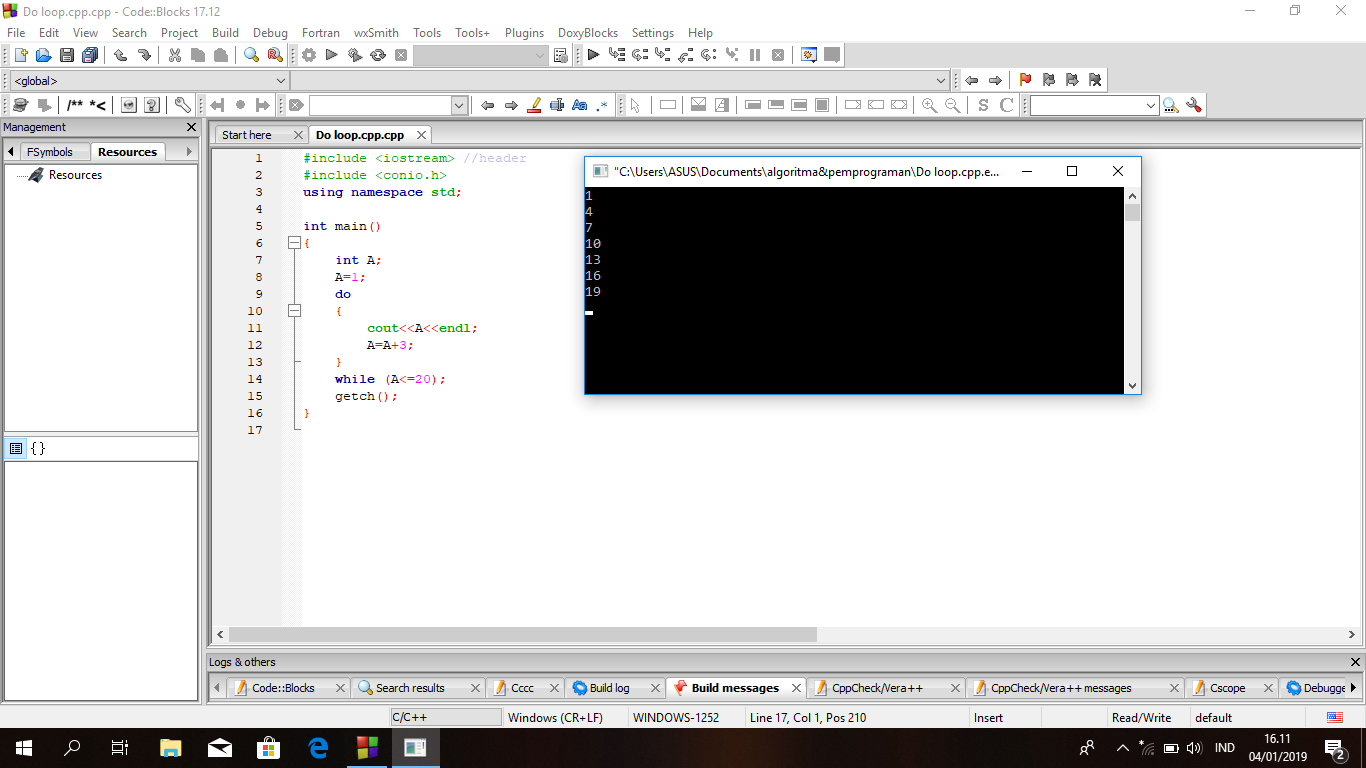 Do loop.cpp.cpp - Code::Blocks 17.12
File Edit View Search Project Build Debug Fortran wxSmith Tools Tools+ Plugins DoxyBlocks Settings Help
<global>
/** *<
Aa .*
S C
Management
FSymbols Resources
Resources
{}
Start here Do loop.cpp.cpp
1 #include <iostream> //header
2 #include <conio.h>
3 using namespace std;
4
5 int main()
6 {
7 int A;
8 A=1;
9 do
10 {
11 cout<<A<<endl;
12 A=A+3;
13 }
14 while (A<=20);
15 getch();
16 }
17
"C:\Users\ASUS\Documents\algoritma&pemprograman\Do loop.cpp.e...
1
4
7
10
13
16
19
Logs & others
Code::Blocks Search results Cccc Build log Build messages CppCheck/Vera++ CppCheck/Vera++ messages Cscope Debugge
C/C++ Windows (CR+LF) WINDOWS-1252 Line 17, Col 1, Pos 210 Insert Read/Write default
IND
16.11
04/01/2019
2